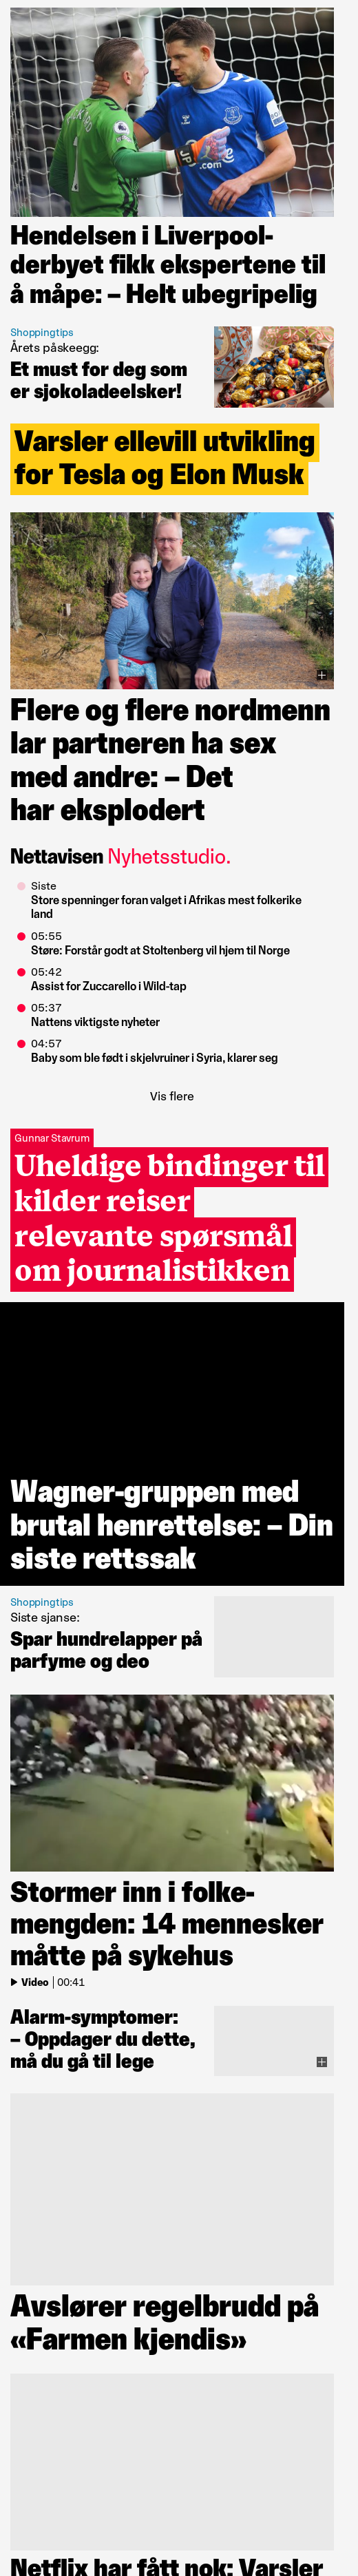 Hendelsen i Liverpool-
derbyet fikk ekspertene til
å måpe: – Helt ubegripelig
Shoppingtips
Årets påskeegg:
Et must for deg som
er sjokoladeelsker!
Varsler ellevill utvikling
for Tesla og Elon Musk
Flere og flere nordmenn
lar partneren ha sex
med andre: – Det
har eksplodert
Nettavisen Nyhetsstudio.
Siste
Store spenninger foran valget i Afrikas mest folkerike
land
05:55
Støre: Forstår godt at Stoltenberg vil hjem til Norge
05:42
Assist for Zuccarello i Wild-tap
05:37
Nattens viktigste nyheter
04:57
Baby som ble født i skjelvruiner i Syria, klarer seg
Vis flere
Gunnar Stavrum
Uheldige bindinger til
kilder reiser
relevante spørsmål
om journalistikken
Wagner-gruppen med
brutal henrettelse: – Din
siste rettssak
Shoppingtips
Siste sjanse:
Spar hundrelapper på
parfyme og deo
Stormer inn i folke-
mengden: 14 mennesker
måtte på sykehus
Video | 00:41
Alarm-symptomer:
– Oppdager du dette,
må du gå til lege
Avslører regelbrudd på
«Farmen kjendis»
Netflix har fått nok: Varsler